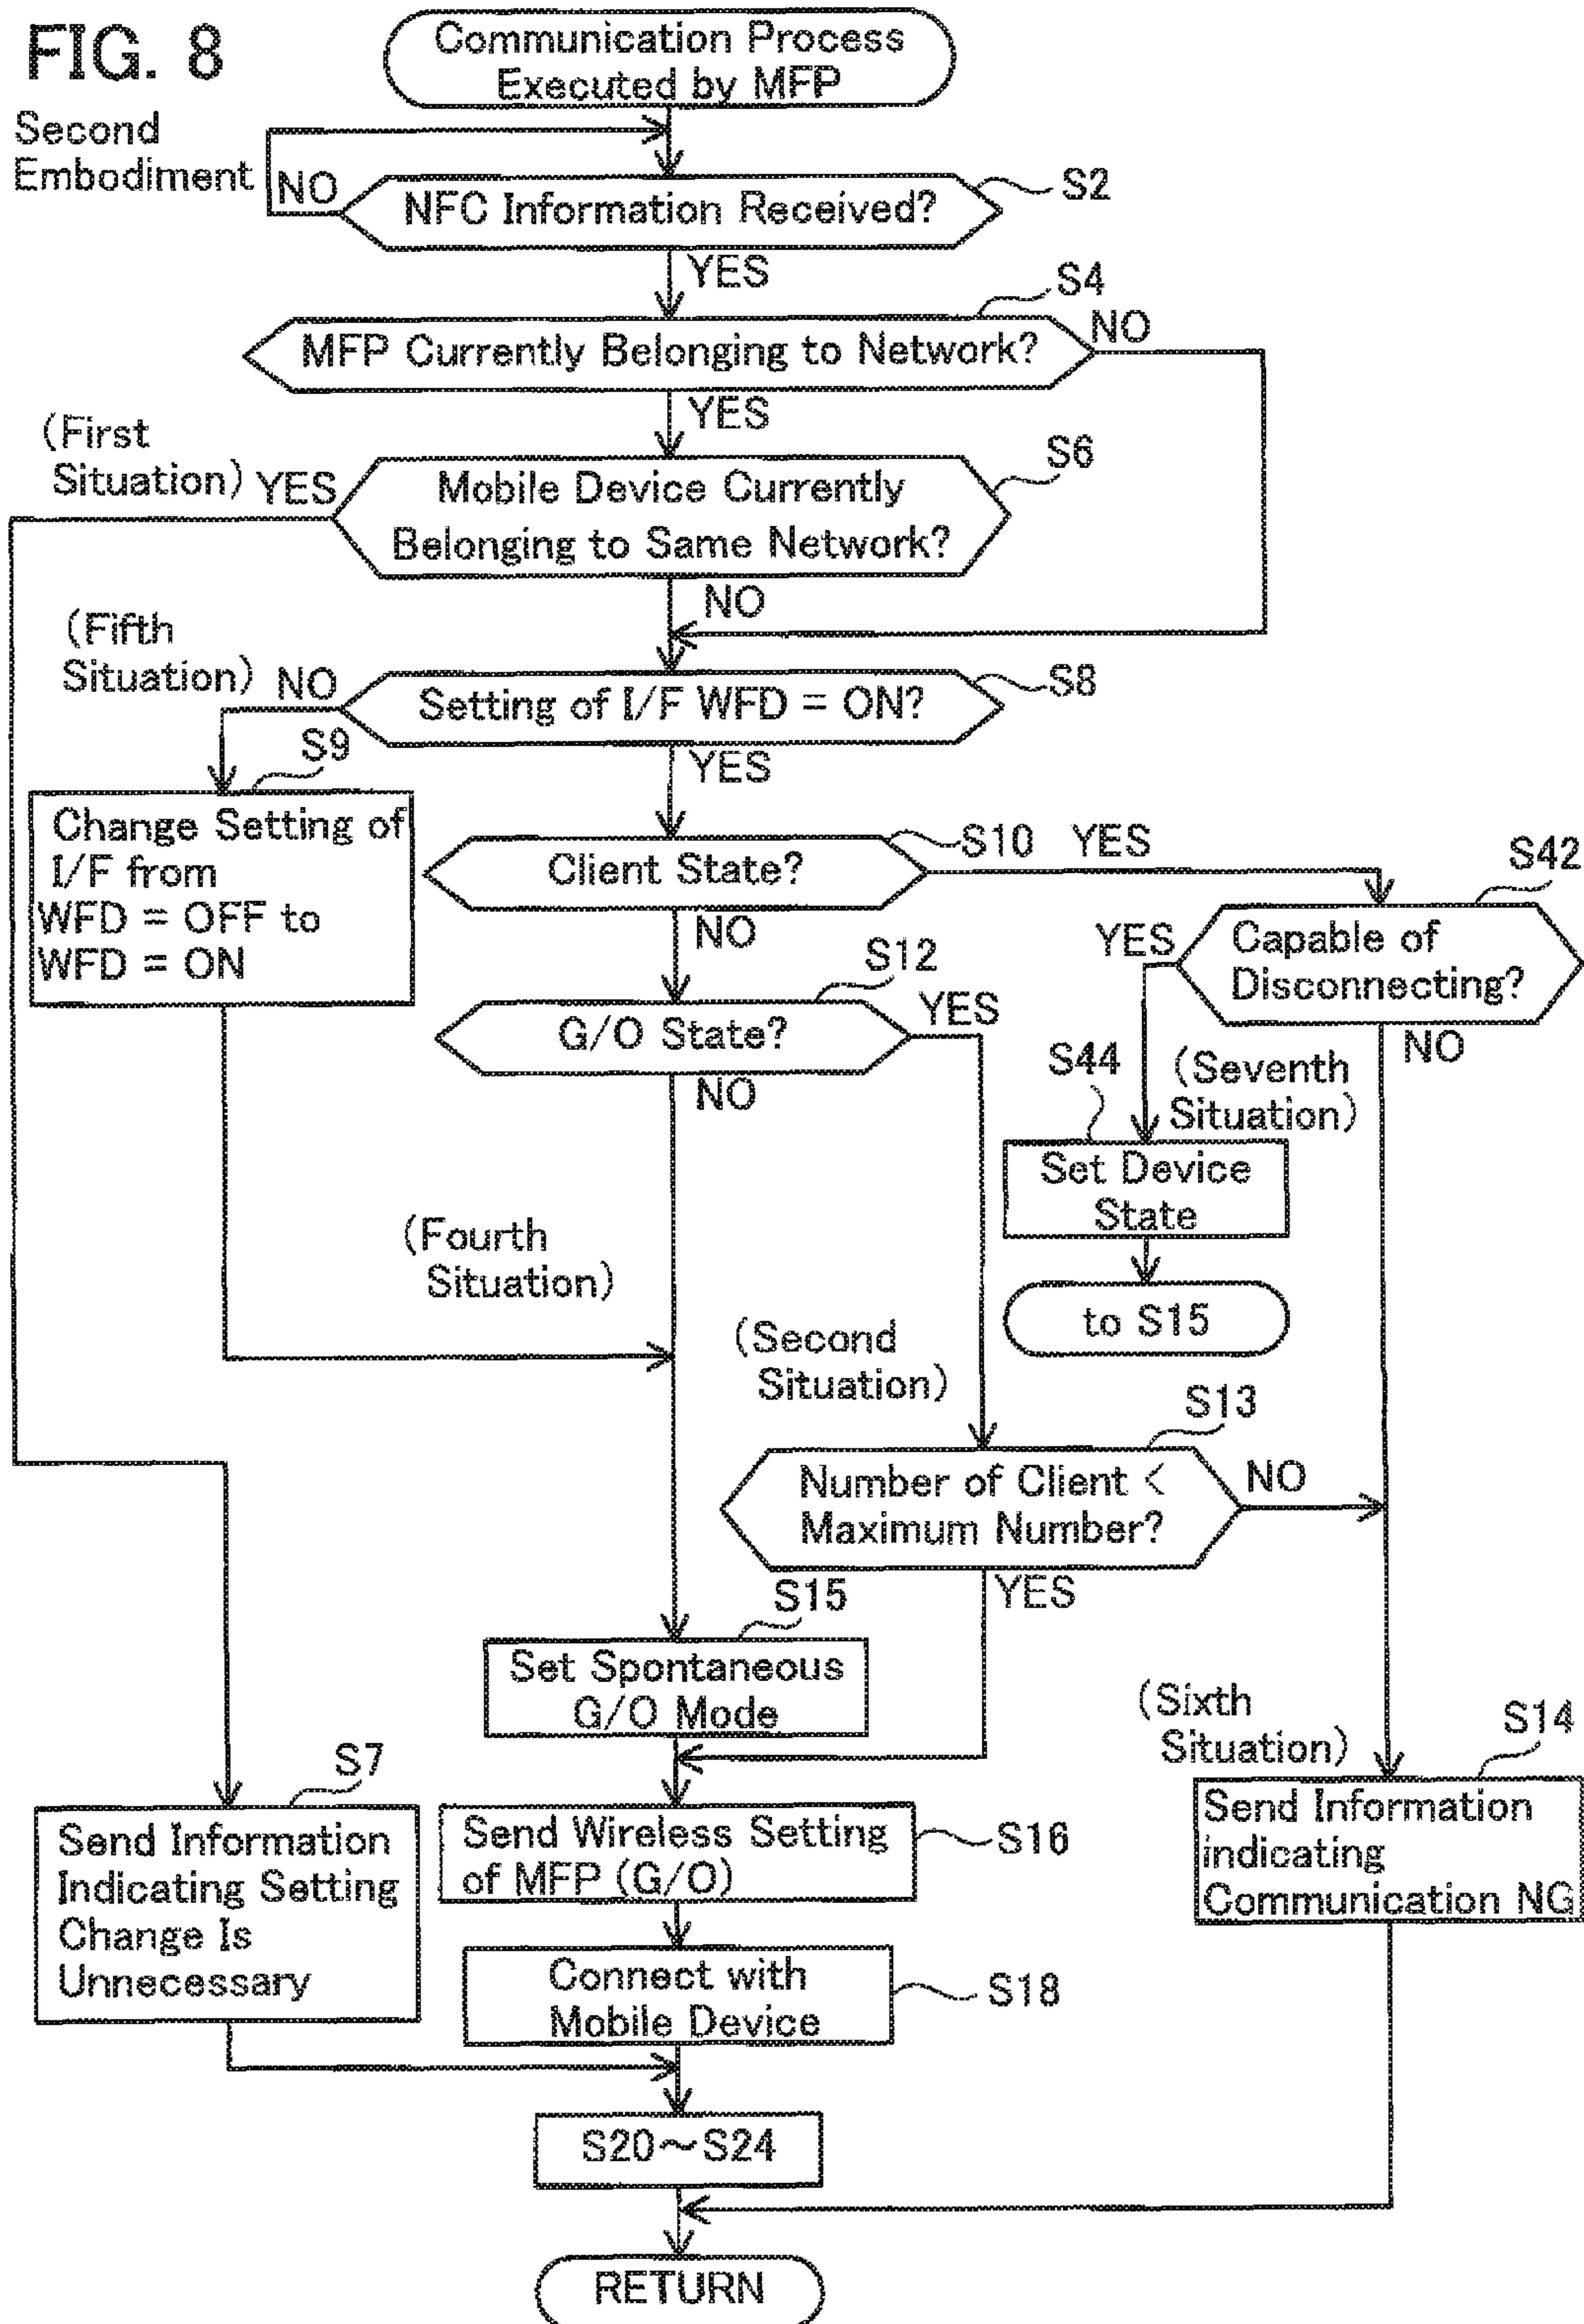 FIG. 8
Second
Embodiment
Communication Process
Executed by MFP
NO
NFC Information Received?
S2
YES
S4
MFP Currently Belonging to Network?
NO
YES
(First
Situation)
YES
S6
Mobile Device Currently
Belonging to Same Network?
NO
(Fifth
Situation)
NO
Setting of I/F WFD = ON?
S8
YES
S9
Change Setting of
I/F from
WFD = OFF to
WFD = ON
Client State?
S10
YES
S42
NO
YES
Capable of
Disconnecting?
NO
S12
G/O State?
YES
NO
S44
(Seventh
Situation)
Set Device
State
to S15
(Fourth
Situation)
(Second
Situation)
S13
Number of Client <
Maximum Number?
NO
YES
S15
Set Spontaneous
G/O Mode
(Sixth
Situation)
S14
Send Information
indicating
Communication NG
S7
Send Information
Indicating Setting
Change Is
Unnecessary
Send Wireless Setting
of MFP (G/O)
S16
Connect with
Mobile Device
S18
S20~S24
RETURN